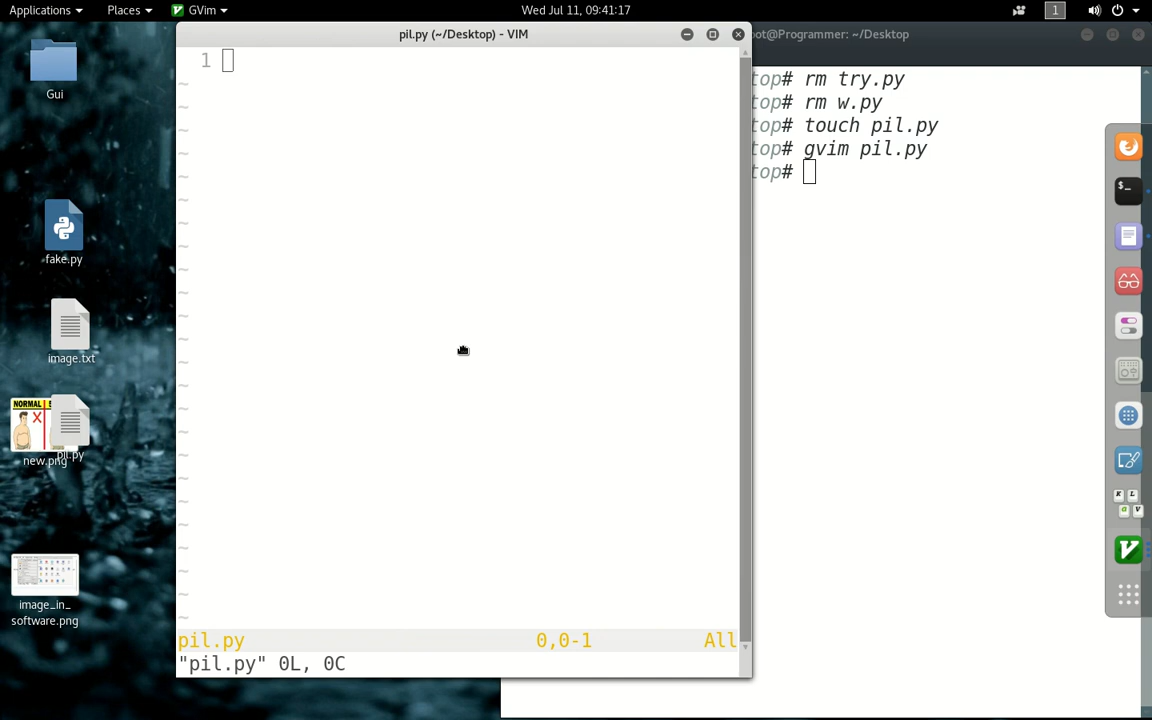 Applications Places GVim Wed Jul 11, 09:41:17 1
pil.py (~/Desktop) - VIM
oot@Programmer: ~/Desktop
1
top# rm try.py
top# rm w.py
top# touch pil.py
top# gvim pil.py
top#
Gui
fake.py
image.txt
NORMAL
new.png
pil.py
image_in_
software.png
$_
K L
a V
pil.py 0,0-1 All
"pil.py" 0L, 0C